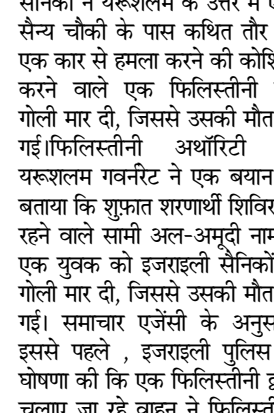 सैनिकों ने यरूशलम के उत्तर में
सैन्य चौकी के पास कथित तौर
एक कार से हमला करने की
करने वाले एक फिलिस्तीनी
गोली मार दी, जिससे उसकी मौत
गई।फिलिस्तीनी अथॉरिटी
यरूशलम गवर्नरेट ने एक बयान
बताया कि शुफ़ात शरणार्थी
रहने वाले सामी अल-अमूदी
एक युवक को इजराइली सैनिकों
गोली मार दी, जिससे उसकी मौत
गई। समाचार एजेंसी के
इससे पहले , इजराइली पुलिस
घोषणा की कि एक फिलिस्तीनी
चलाए जा रहे वाहन ने